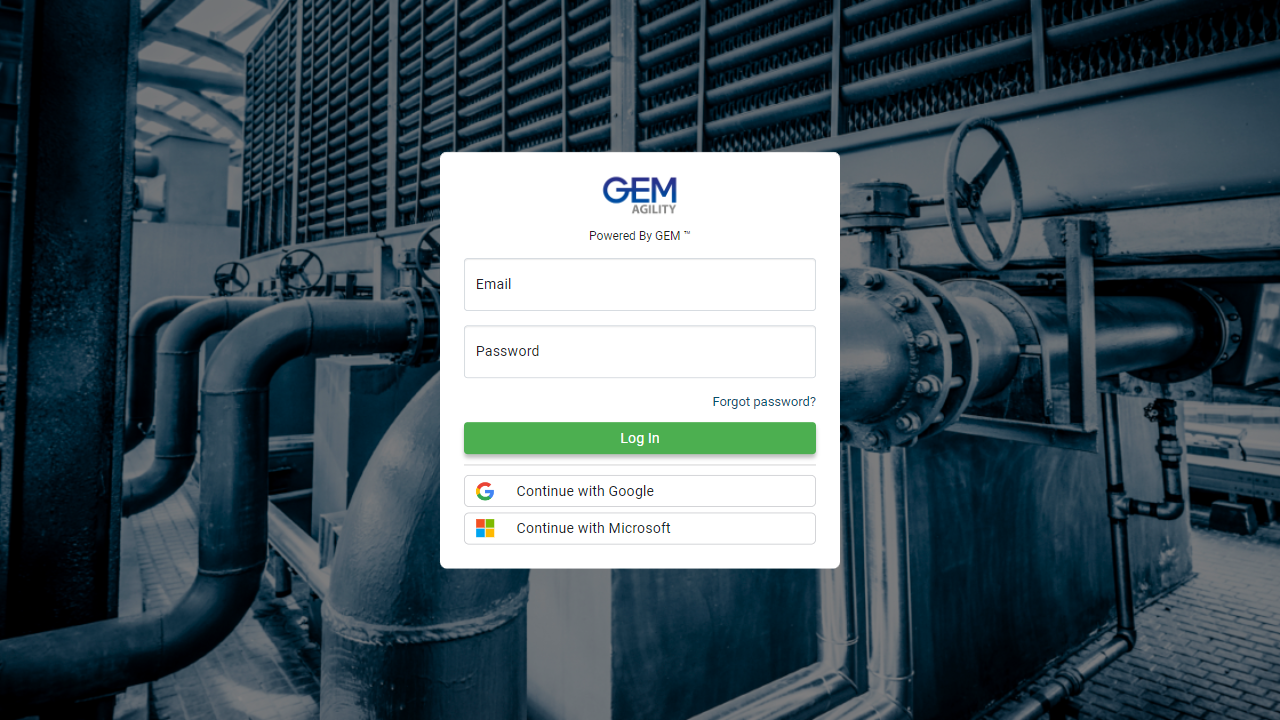 GEM
AGILITY
Powered By GEM ™
Email
Password
Forgot password?
Log In
Continue with Google
Continue with Microsoft